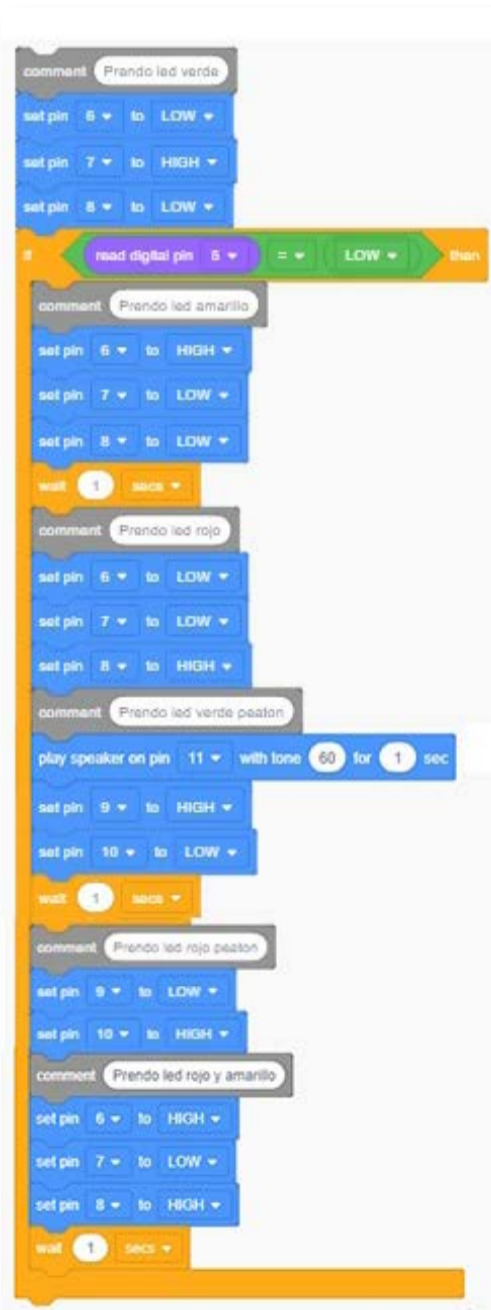 comment Prendo led verde
set pin 6 to LOW
set pin 7 to HIGH
set pin 8 to LOW
if read digital pin 5 = LOW then
comment Prendo led amarillo
set pin 6 to HIGH
set pin 7 to LOW
set pin 8 to LOW
wait 1 secs
comment Prendo led rojo
set pin 6 to LOW
set pin 7 to LOW
set pin 8 to HIGH
comment Prendo led verde peaton
play speaker on pin 11 with tone 60 for 1 sec
set pin 9 to HIGH
set pin 10 to LOW
wait 1 secs
comment Prendo led rojo peaton
set pin 9 to LOW
set pin 10 to HIGH
comment Prendo led rojo y amarillo
set pin 6 to HIGH
set pin 7 to LOW
set pin 8 to HIGH
wait 1 secs